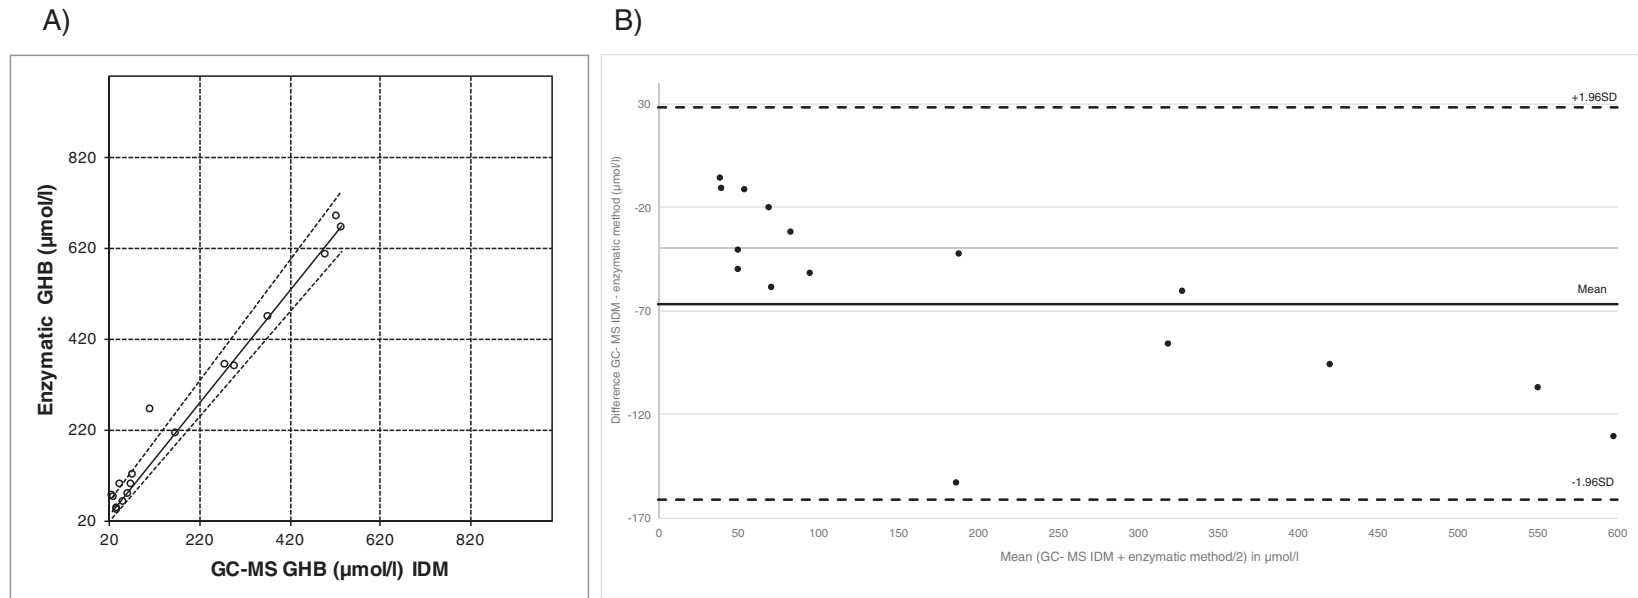 A)
B)
Enzymatic GHB (μmol/l)
820
620
420
220
20
20 220 420 620 820
GC-MS GHB (μmol/l) IDM
Difference GC- MS IDM - enzymatic method (μmol/l)
30
-20
-70
-120
-170
+1.96SD
Mean
-1.96SD
0 50 100 150 200 250 300 350 400 450 500 550 600
Mean (GC- MS IDM + enzymatic method/2) in μmol/l